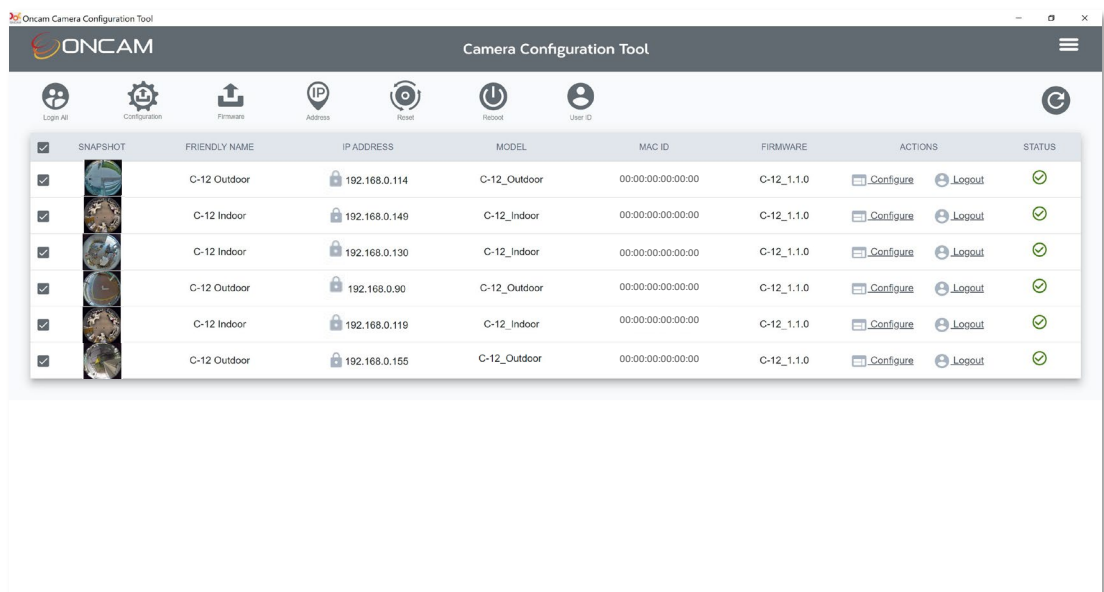 Oncam Camera Configuration Tool
ONCAM
Camera Configuration Tool
Login All Configuration Firmware Address Reset Reboot User ID
IP
SNAPSHOT FRIENDLY NAME IP ADDRESS MODEL MAC ID FIRMWARE ACTIONS STATUS
C-12 Outdoor 192.168.0.114 C-12_Outdoor 00:00:00:00:00:00 C-12_1.1.0 Configure Logout
C-12 Indoor 192.168.0.149 C-12_Indoor 00:00:00:00:00:00 C-12_1.1.0 Configure Logout
C-12 Indoor 192.168.0.130 C-12_Indoor 00:00:00:00:00:00 C-12_1.1.0 Configure Logout
C-12 Outdoor 192.168.0.90 C-12_Outdoor 00:00:00:00:00:00 C-12_1.1.0 Configure Logout
C-12 Indoor 192.168.0.119 C-12_Indoor 00:00:00:00:00:00 C-12_1.1.0 Configure Logout
C-12 Outdoor 192.168.0.155 C-12_Outdoor 00:00:00:00:00:00 C-12_1.1.0 Configure Logout